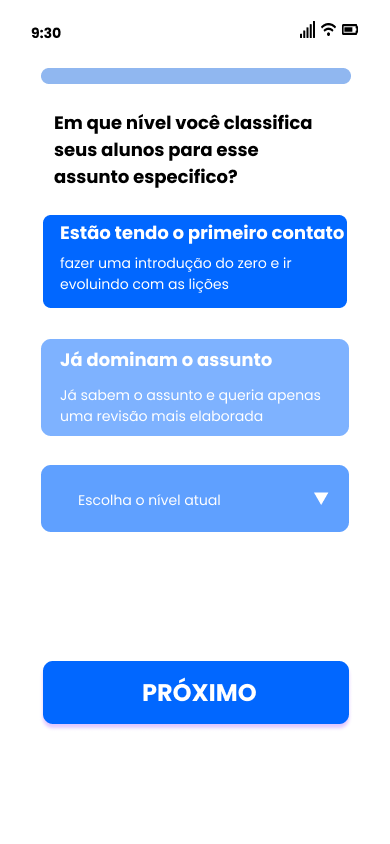 9:30
Em que nível você classifica
seus alunos para esse
assunto especifico?
Estão tendo o primeiro contato
fazer uma introdução do zero e ir
evoluindo com as lições
Já dominam o assunto
Já sabem o assunto e queria apenas
uma revisão mais elaborada
Escolha o nível atual
PRÓXIMO